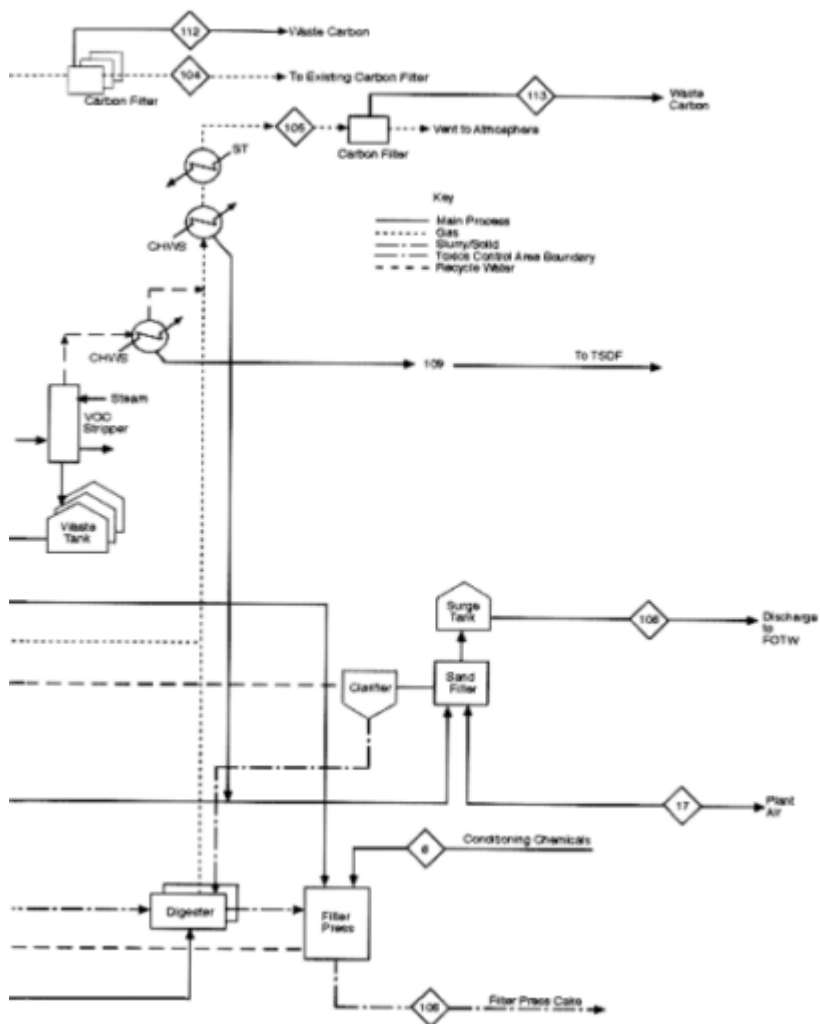 112
Waste Carbon
104
To Existing Carbon Filter
Carbon Filter
113
Waste
Carbon
105
Vent to Atmosphere
Carbon Filter
ST
Key
Main Process
Gas
Slurry/Solid
Toxics Control Area Boundary
Recycle Water
CHWS
CHWS
109
To TSDF
Steam
VOC
Stripper
Waste
Tank
Surge
Tank
Discharge
to
POTW
Clarifier
Sand
Filter
17
Plant
Air
6
Conditioning Chemicals
Digester
Filter
Press
Filter Press Cake